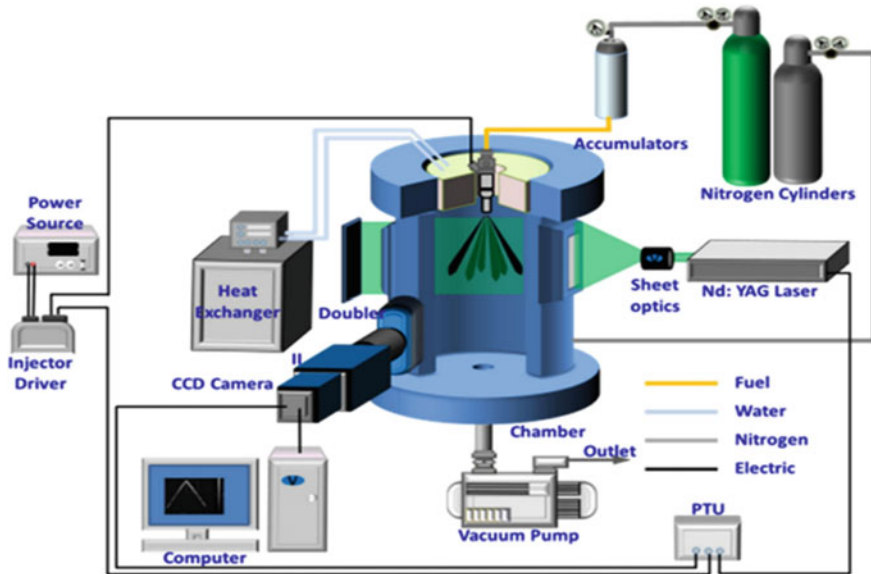 Accumulators
Nitrogen Cylinders
Power
Source
Heat
Exchanger
Doubler
Sheet
optics
Nd: YAG Laser
Injector
Driver
II
CCD Camera
Fuel
Water
Nitrogen
Electric
Chamber
Outlet
Vacuum Pump
PTU
V
Computer